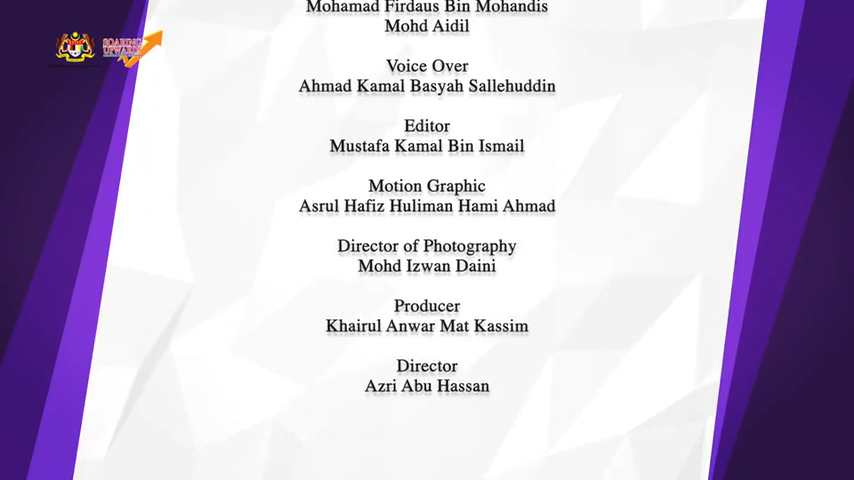 SOARING
UPWARDS
Mohamad Firdaus Bin Mohandis
Mohd Aidil
Voice Over
Ahmad Kamal Basyah Sallehuddin
Editor
Mustafa Kamal Bin Ismail
Motion Graphic
Asrul Hafiz Huliman Hami Ahmad
Director of Photography
Mohd Izwan Daini
Producer
Khairul Anwar Mat Kassim
Director
Azri Abu Hassan